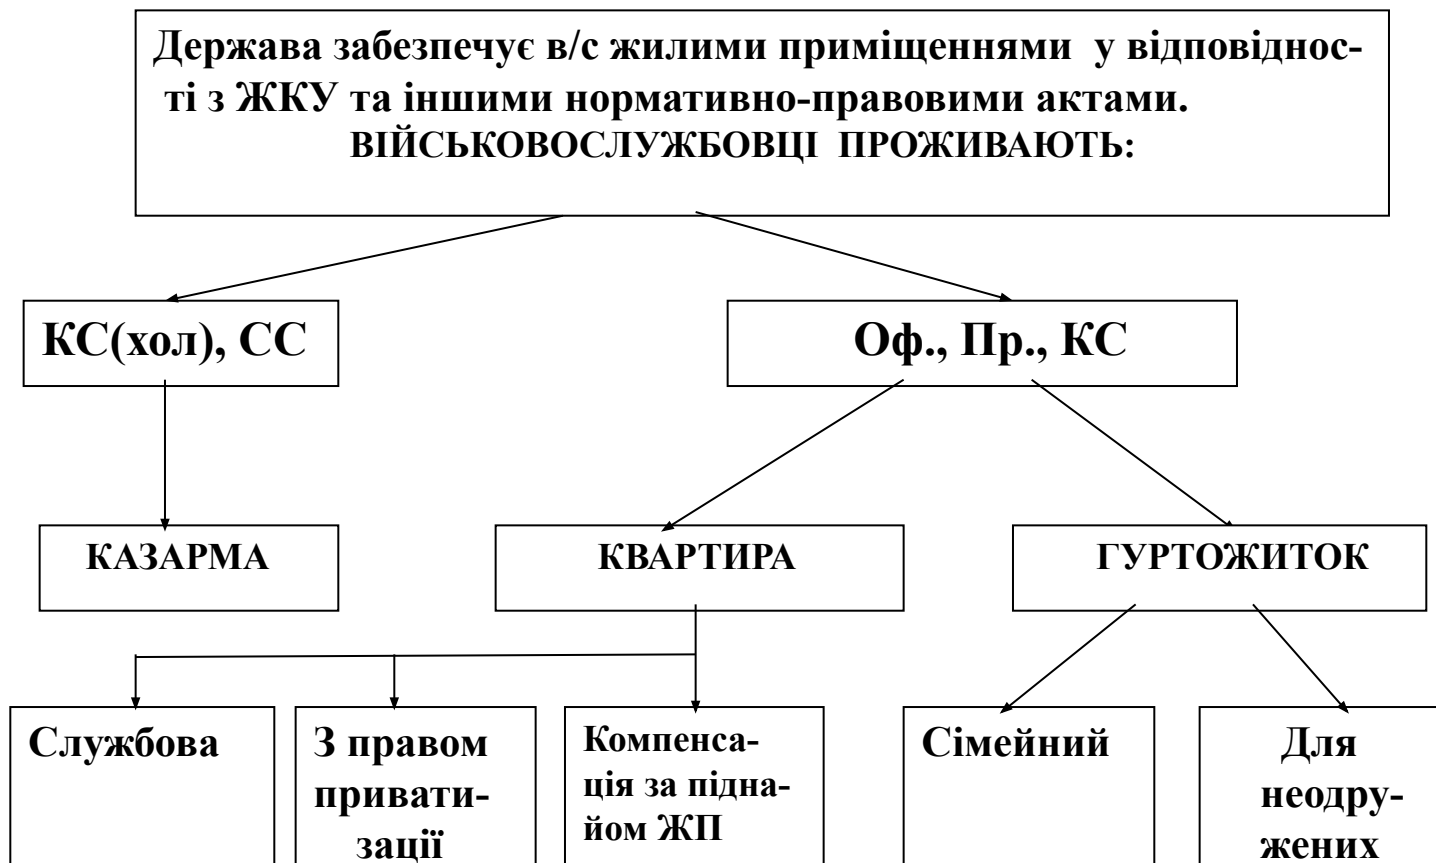 Держава забезпечує в/с жилими приміщеннями у відповіднос-
ті з ЖКУ та іншими нормативно-правовими актами.
ВІЙСЬКОВОСЛУЖБОВЦІ ПРОЖИВАЮТЬ:
КС(хол), СС
Оф., Пр., КС
КАЗАРМА
КВАРТИРА
ГУРТОЖИТОК
Службова
З правом
привати-
зації
Компенса-
ція за підна-
йом ЖП
Сімейний
Для
неодру-
жених